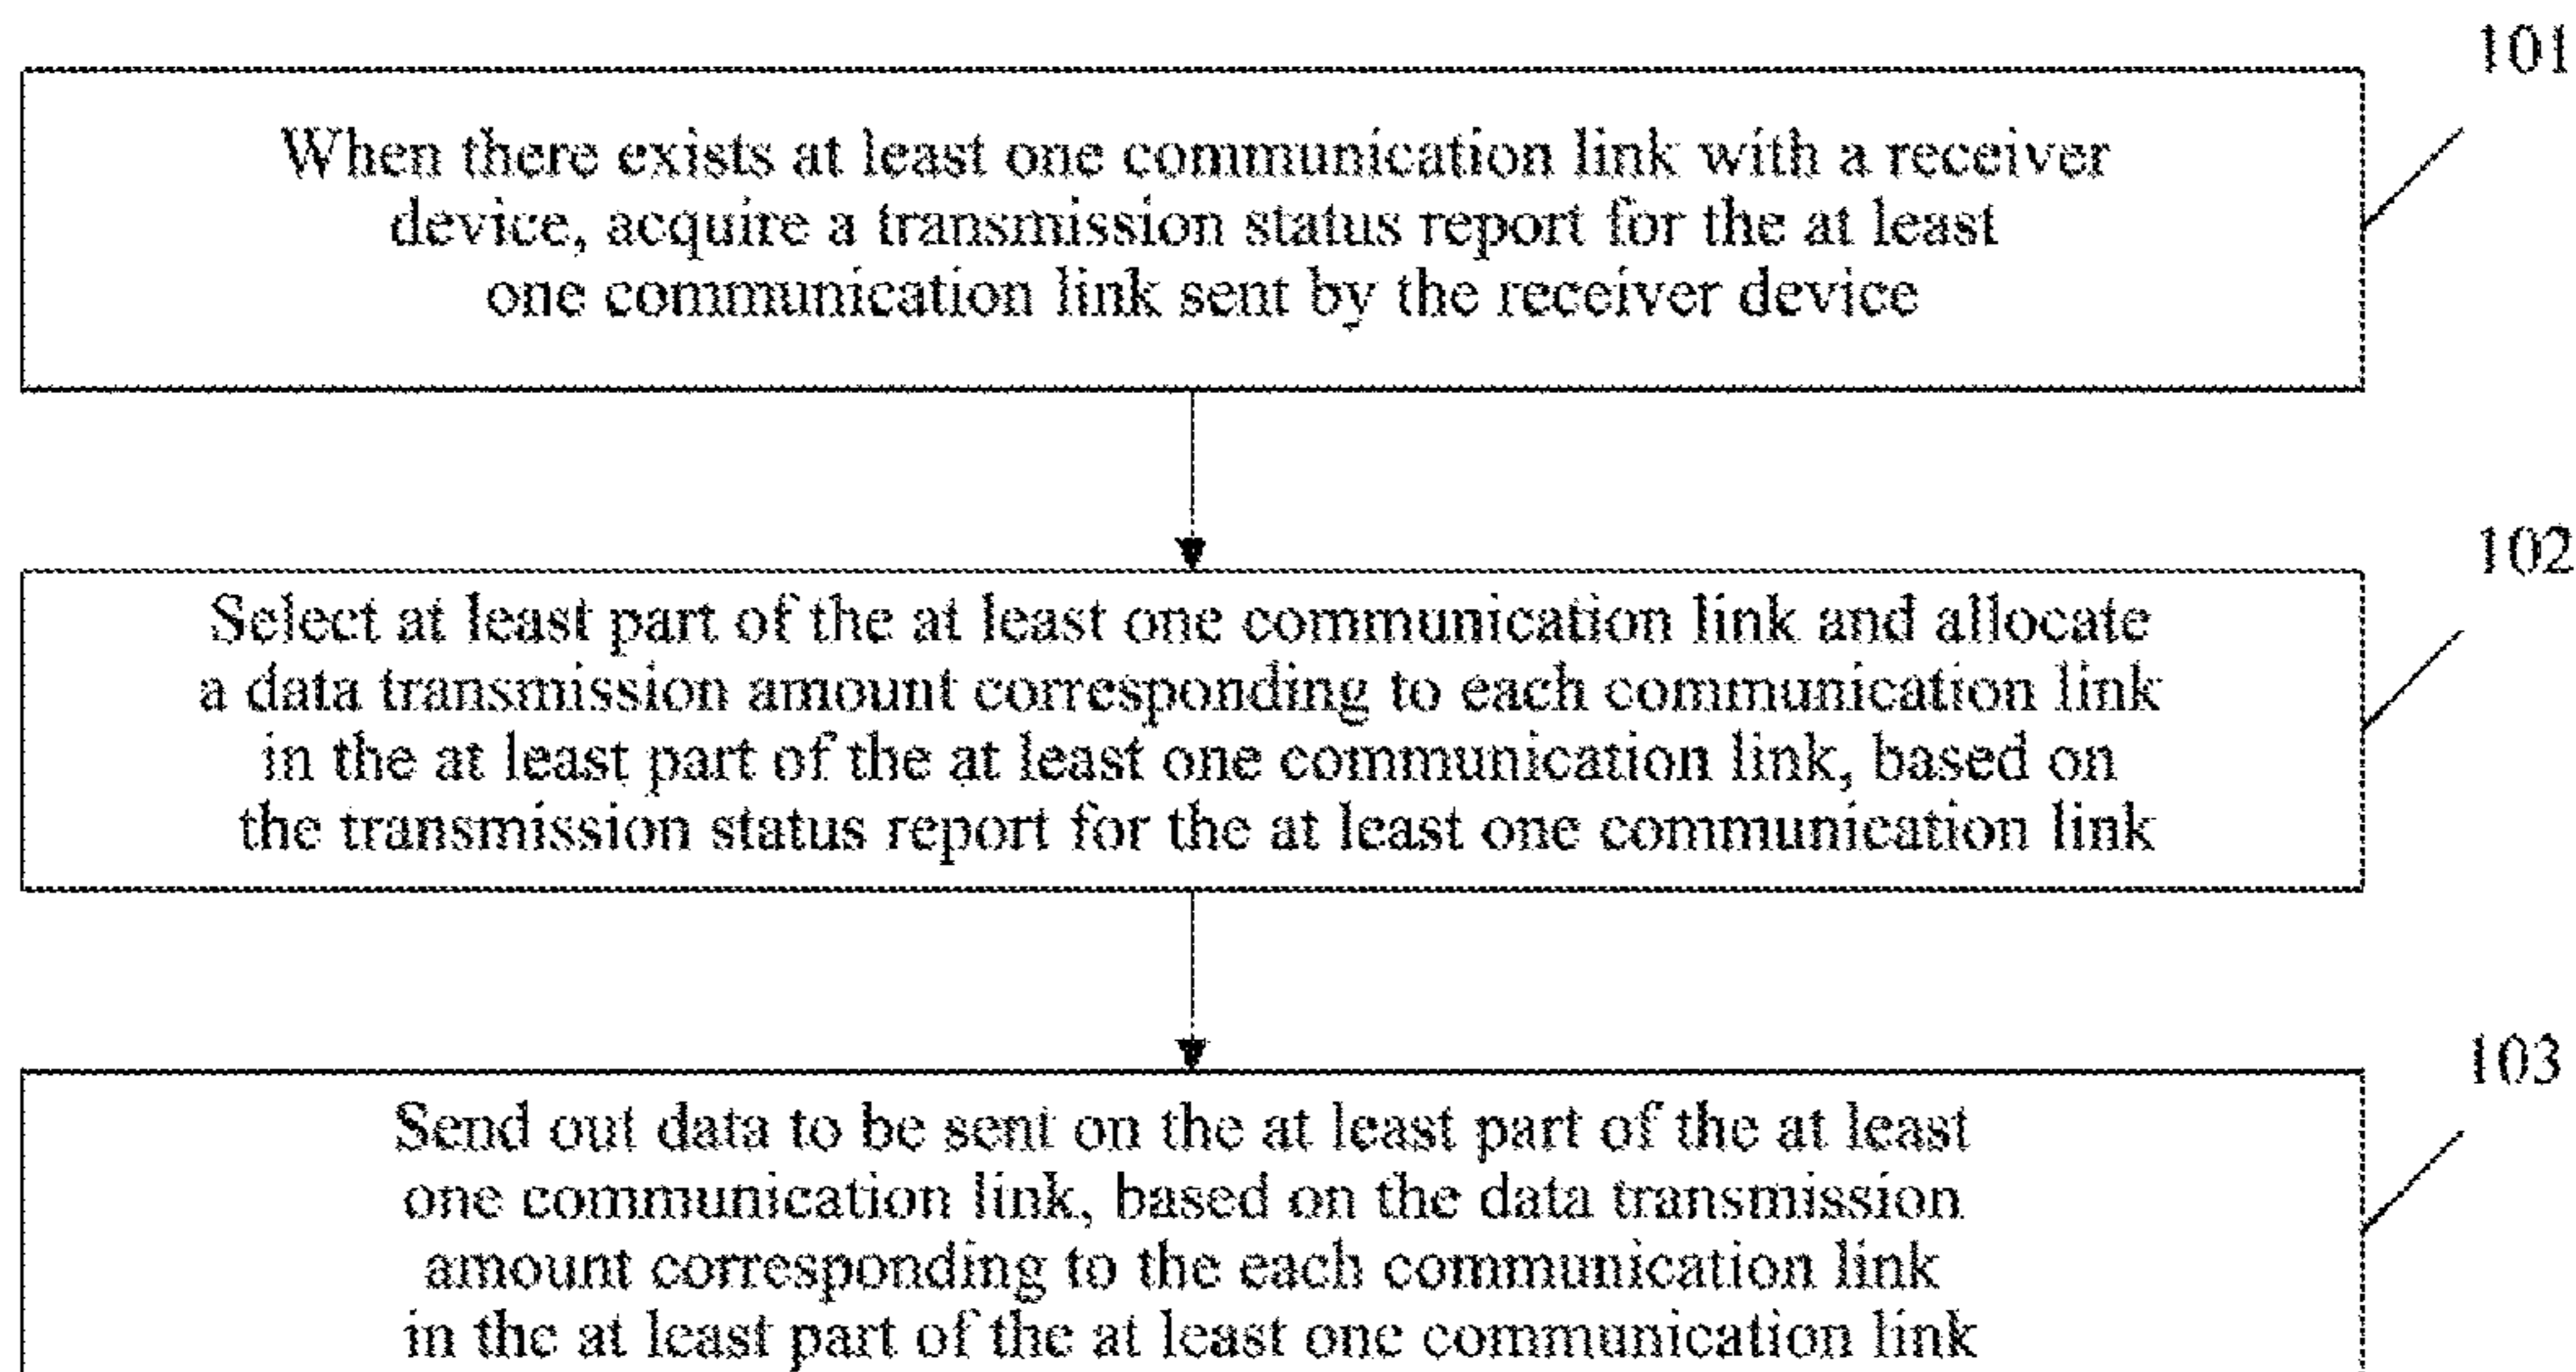 101
When there exists at least one communication link with a receiver
device, acquire a transmission status report for the at least
one communication link sent by the receiver device
102
Select at least part of the at least one communication link and allocate
a data transmission amount corresponding to each communication link
in the at least part of the at least one communication link, based on
the transmission status report for the at least one communication link
103
Send out data to be sent on the at least part of the at least
one communication link, based on the data transmission
amount corresponding to the each communication link
in the at least part of the at least one communication link